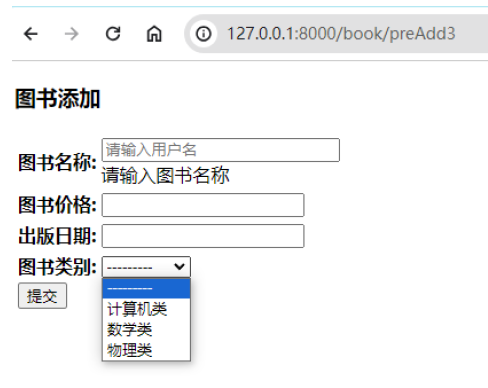 127.0.0.1:8000/book/preAdd3
图书添加
图书名称: 请输入用户名
请输入图书名称
图书价格:
出版日期:
图书类别: ---------
---------
提交
计算机类
数学类
物理类